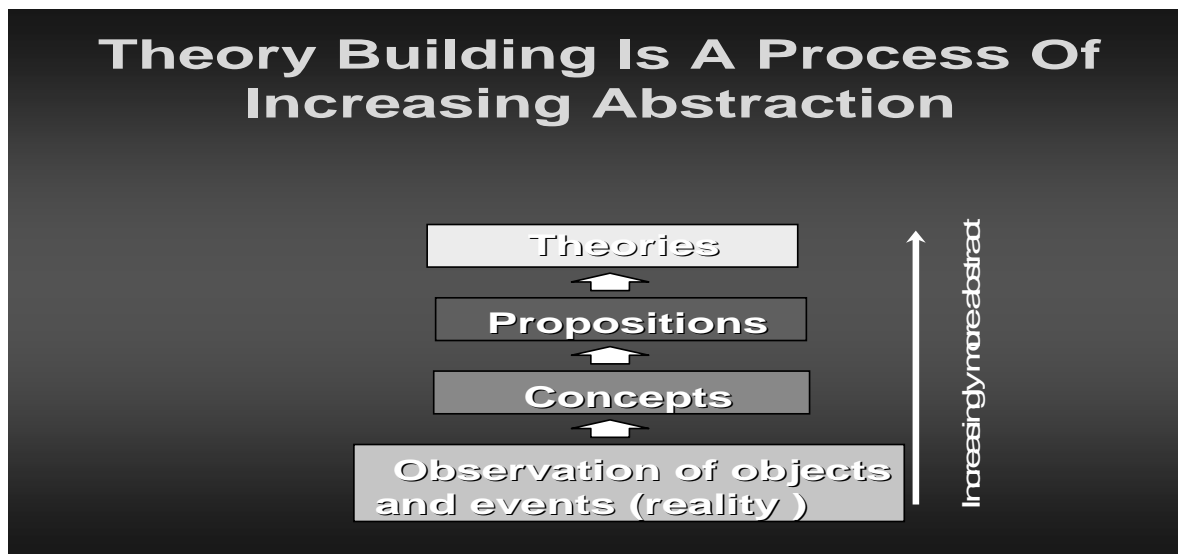 Theory Building Is A Process Of
Increasing Abstraction
Theories
Propositions
Concepts
Observation of objects
and events (reality )
Increasingly more abstract